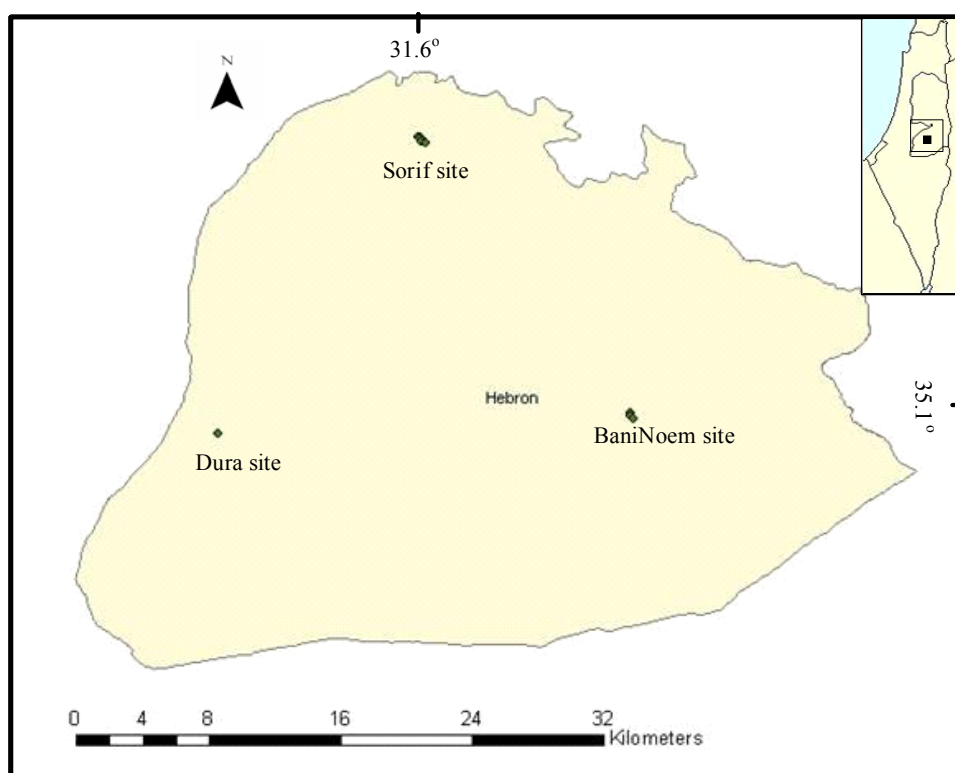 31.6°
N
Sorif site
Hebron
35.1°
BaniNoem site
Dura site
0 4 8 16 24 32
Kilometers